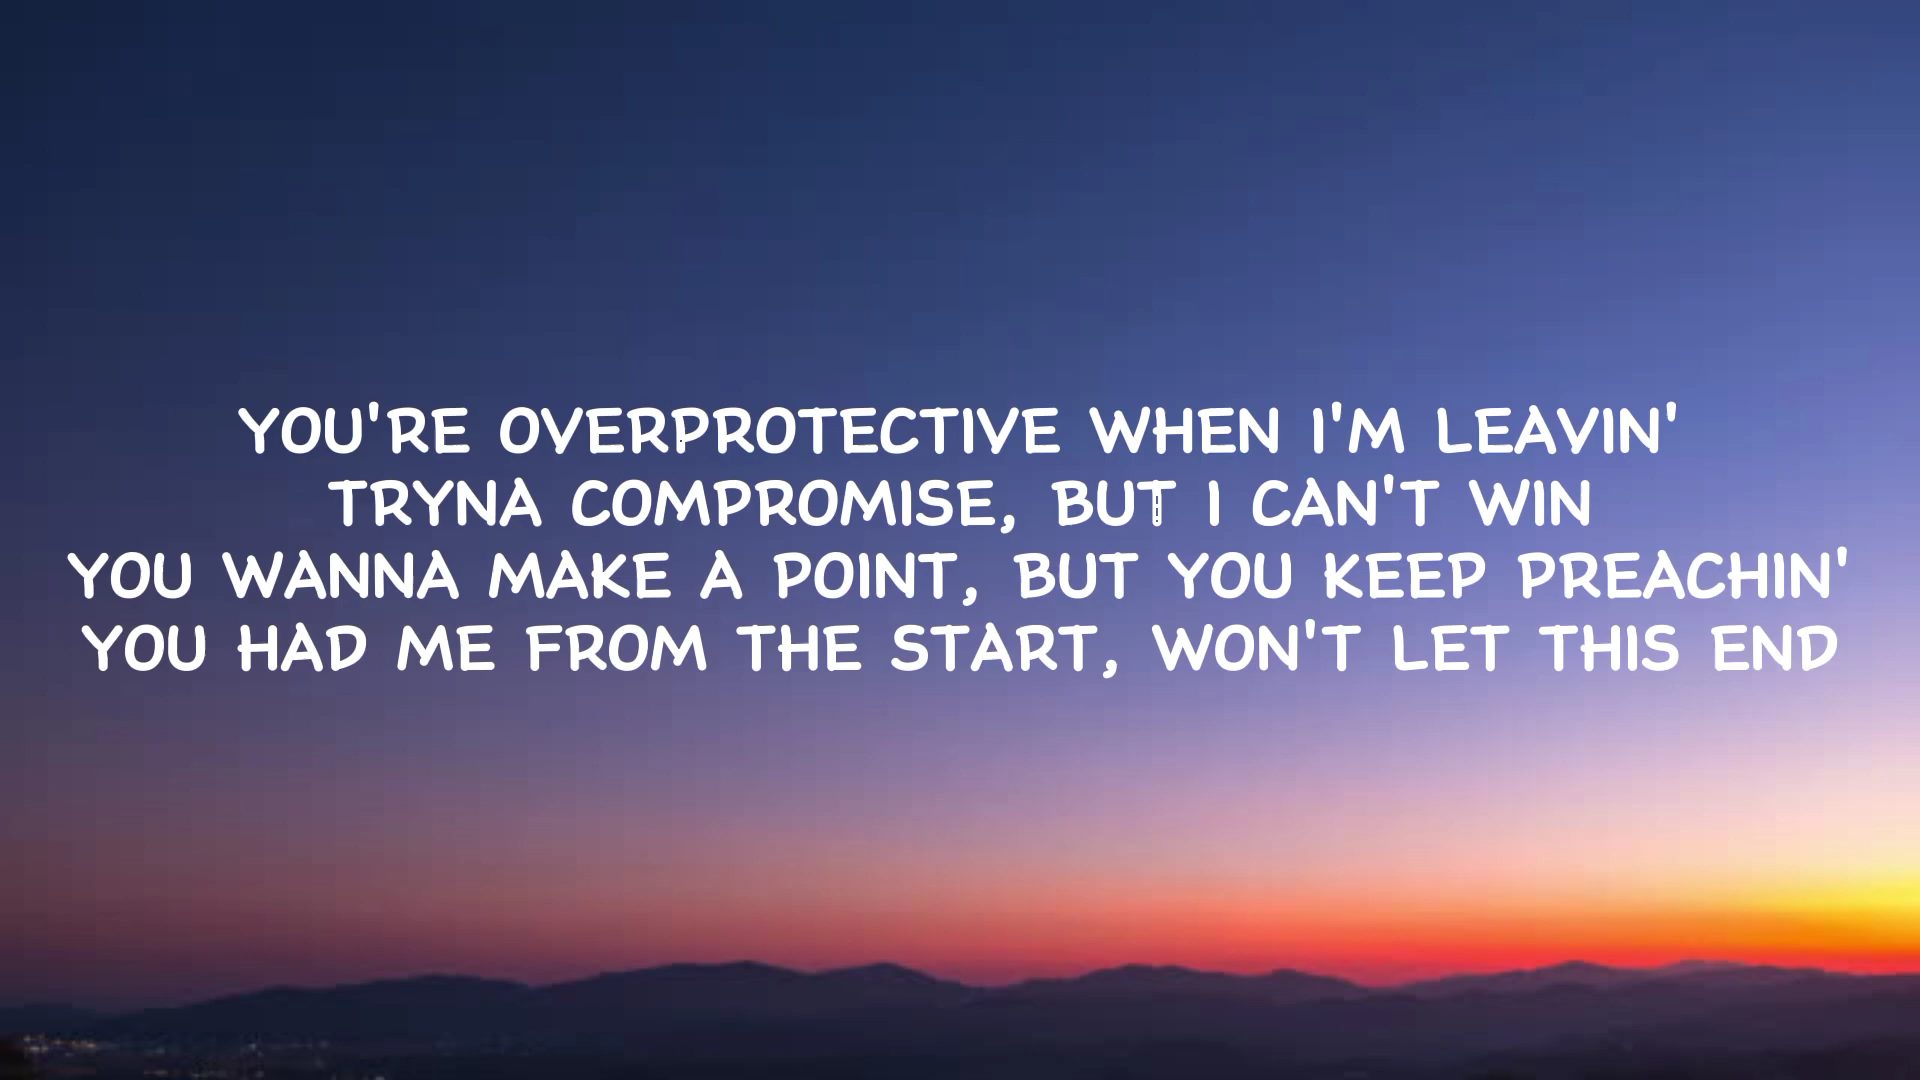 YOU'RE OVERPROTECTIVE WHEN I'M LEAVIN'
TRYNA COMPROMISE, BUT I CAN'T WIN
YOU WANNA MAKE A POINT, BUT YOU KEEP PREACHIN'
YOU HAD ME FROM THE START, WON'T LET THIS END